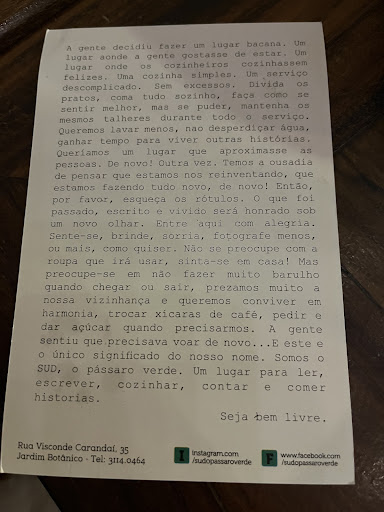 A gente decidiu fazer um lugar bacana. Um
lugar aonde a gente gostasse de estar. Um
lugar onde os cozinheiros cozinhassem
felizes. Uma cozinha simples. Um serviço
descomplicado. Sem excessos. Divida os
pratos, coma tudo sozinho, faça como se
sentir melhor, mas se puder, mantenha os
mesmos talheres durante todo o serviço.
Queremos lavar menos, nao desperdiçar água,
ganhar tempo para viver outras histórias.
Queríamos um lugar que aproximasse as
pessoas. De novo! Outra vez. Temos a ousadia
de pensar que estamos nos reinventando, que
estamos fazendo tudo novo, de novo! Então,
por favor, esqueça os rótulos. O que foi
passado, escrito e vivido será honrado sob
um novo olhar. Entre aqui com alegria.
Sente-se, brinde, sorria, fotografe menos,
ou mais, como quiser. Não se preocupe com a
roupa que irá usar, sinta-se em casa! Mas
preocupe-se em não fazer muito barulho
quando chegar ou sair, prezamos muito a
nossa vizinhança e queremos conviver em
harmonia, trocar xícaras de café, pedir e
dar açúcar quando precisarmos. A gente
sentiu que precisava voar de novo...E este e
o único significado do nosso nome. Somos o
SUD, o pássaro verde. Um lugar para ler,
escrever, cozinhar, contar e comer
historias.
Seja bem livre.
Rua Visconde Carandaí, 35
Jardim Botânico - Tel: 3114.0464
I
instagram.com
/sudopassaroverde
F
www.facebook.com
/sudopassaroverde